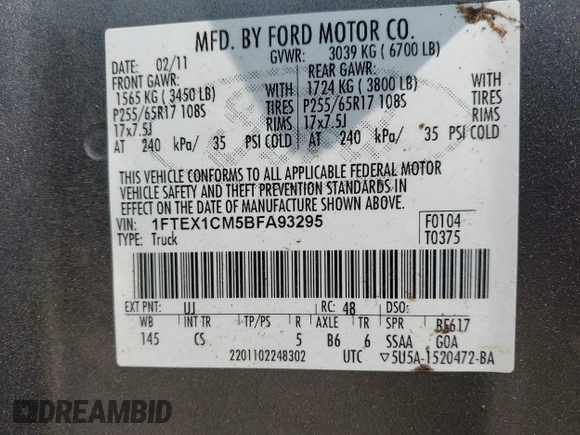 MFD. BY FORD MOTOR CO.
DATE: 02/11 GVWR: 3039 KG ( 6700 LB)
FRONT GAWR: REAR GAWR:
1565 KG ( 3450 LB) 1724 KG ( 3800 LB)
P255/65R17 108S TIRES P255/65R17 108S TIRES
17x7.5J RIMS 17x7.5J RIMS
AT 240 kPa/ 35 PSI COLD AT 240 kPa/ 35 PSI COLD
THIS VEHICLE CONFORMS TO ALL APPLICABLE FEDERAL MOTOR
VEHICLE SAFETY AND THEFT PREVENTION STANDARDS IN
EFFECT ON THE DATE OF MANUFACTURE SHOWN ABOVE.
VIN: 1FTEX1CM5BFA93295 F0104
TYPE: Truck T0375
EXT PNT: UJ RC: 48 DSO:
WB INT TR TP/PS R AXLE TR SPR BF617
145 CS 5 B6 6 SSAA G0A
2201102248302 UTC ▽5U5A-1520472-BA
DREAMBID